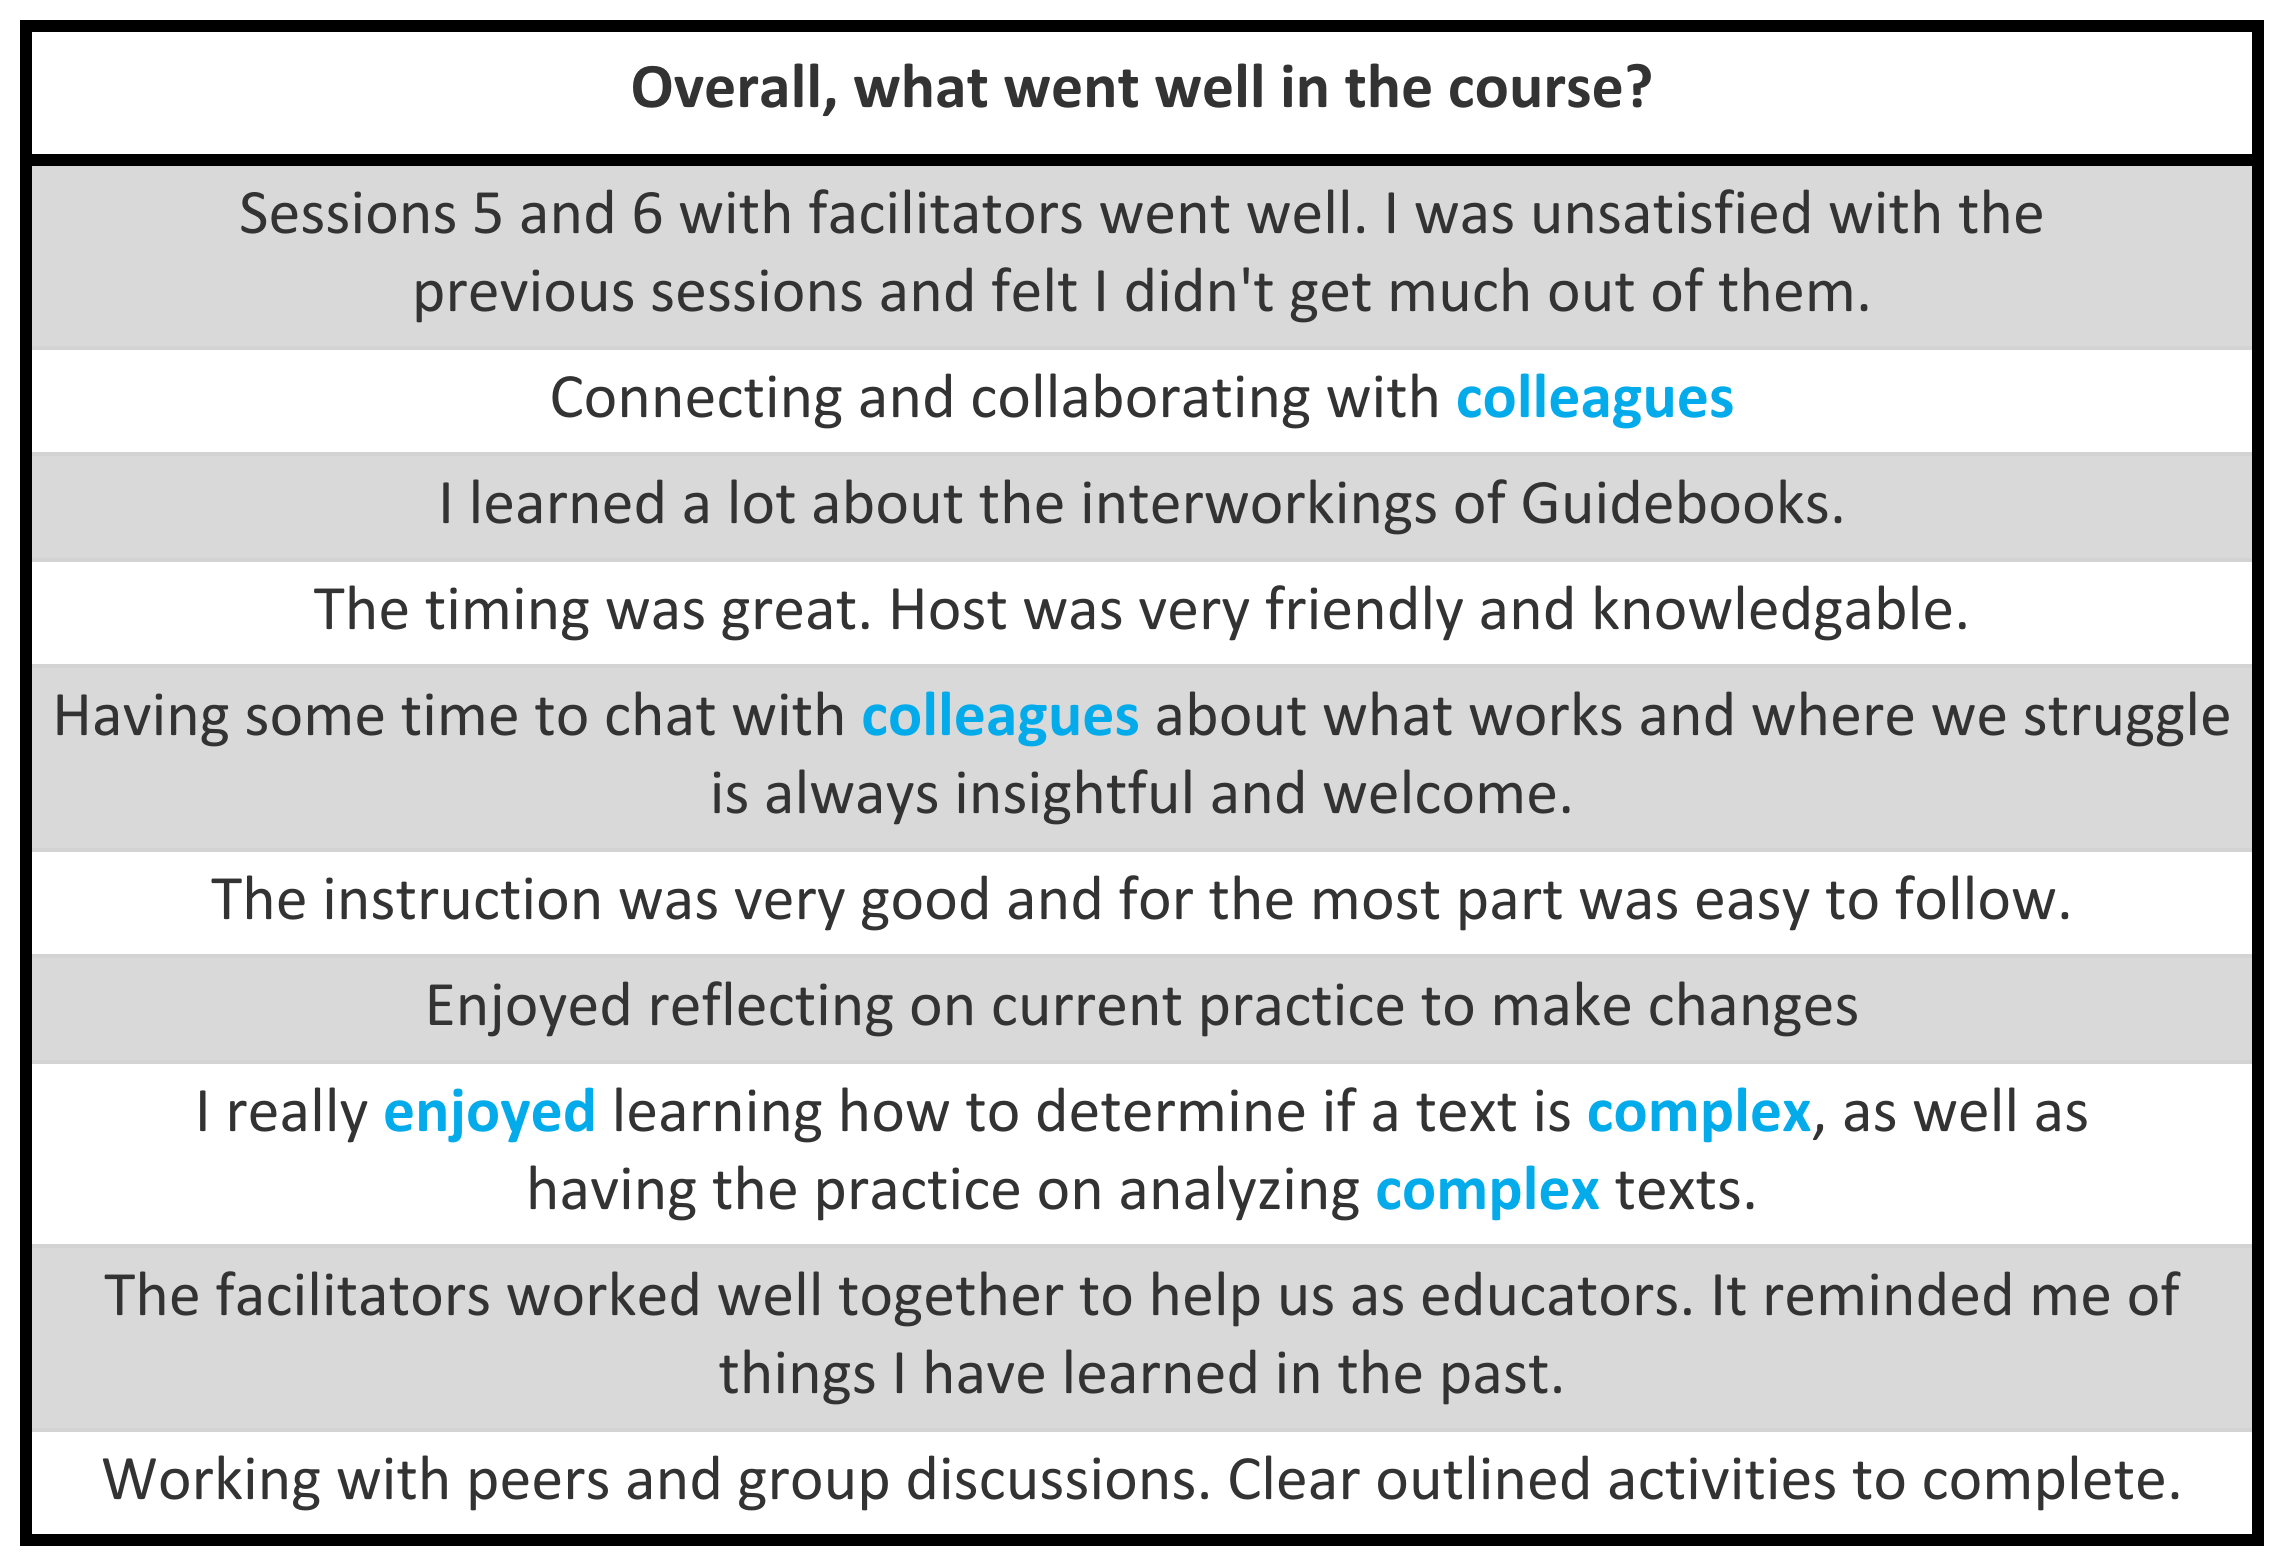 Overall, what went well in the course?
Sessions 5 and 6 with facilitators went well. I was unsatisfied with the
previous sessions and felt I didn't get much out of them.
Connecting and collaborating with colleagues
I learned a lot about the interworkings of Guidebooks.
The timing was great. Host was very friendly and knowledgable.
Having some time to chat with colleagues about what works and where we struggle
is always insightful and welcome.
The instruction was very good and for the most part was easy to follow.
Enjoyed reflecting on current practice to make changes
I really enjoyed learning how to determine if a text is complex, as well as
having the practice on analyzing complex texts.
The facilitators worked well together to help us as educators. It reminded me of
things I have learned in the past.
Working with peers and group discussions. Clear outlined activities to complete.